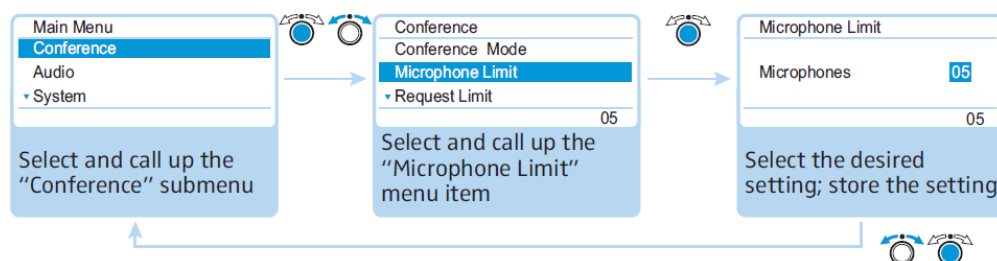 Main Menu
Conference
Audio
System
Select and call up the
“Conference” submenu
Conference
Conference Mode
Microphone Limit
Request Limit
05
Select and call up the
“Microphone Limit”
menu item
Microphone Limit
Microphones 05
05
Select the desired
setting; store the setting